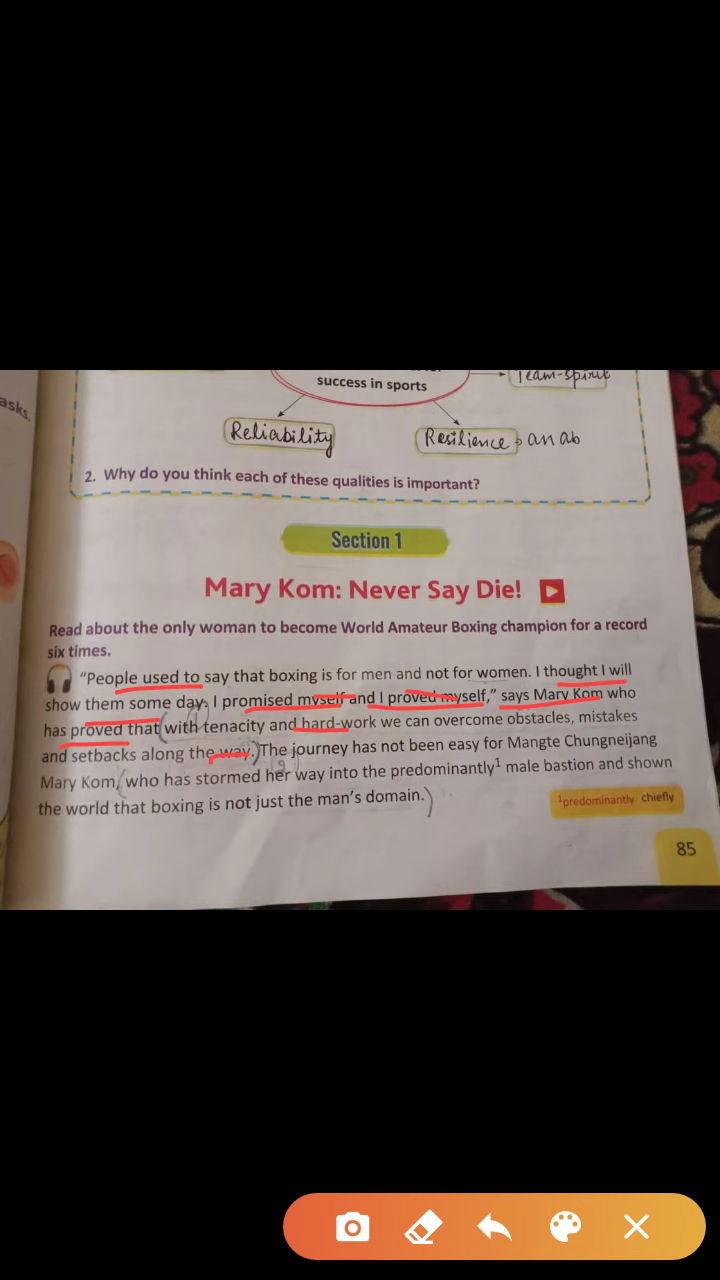 success in sports
Team-spirit
asks.
Reliability
Resilience → an ab
2. Why do you think each of these qualities is important?
Section 1
Mary Kom: Never Say Die!
Read about the only woman to become World Amateur Boxing champion for a record
six times.
“People used to say that boxing is for men and not for women. I thought I will
show them some day. I promised myself and I proved myself,” says Mary Kom who
has proved that (with tenacity and hard-work we can overcome obstacles, mistakes
and setbacks along the way.) The journey has not been easy for Mangte Chungneijang
Mary Kom, (who has stormed her way into the predominantly¹ male bastion and shown
the world that boxing is not just the man’s domain.)
¹predominantly chiefly
85